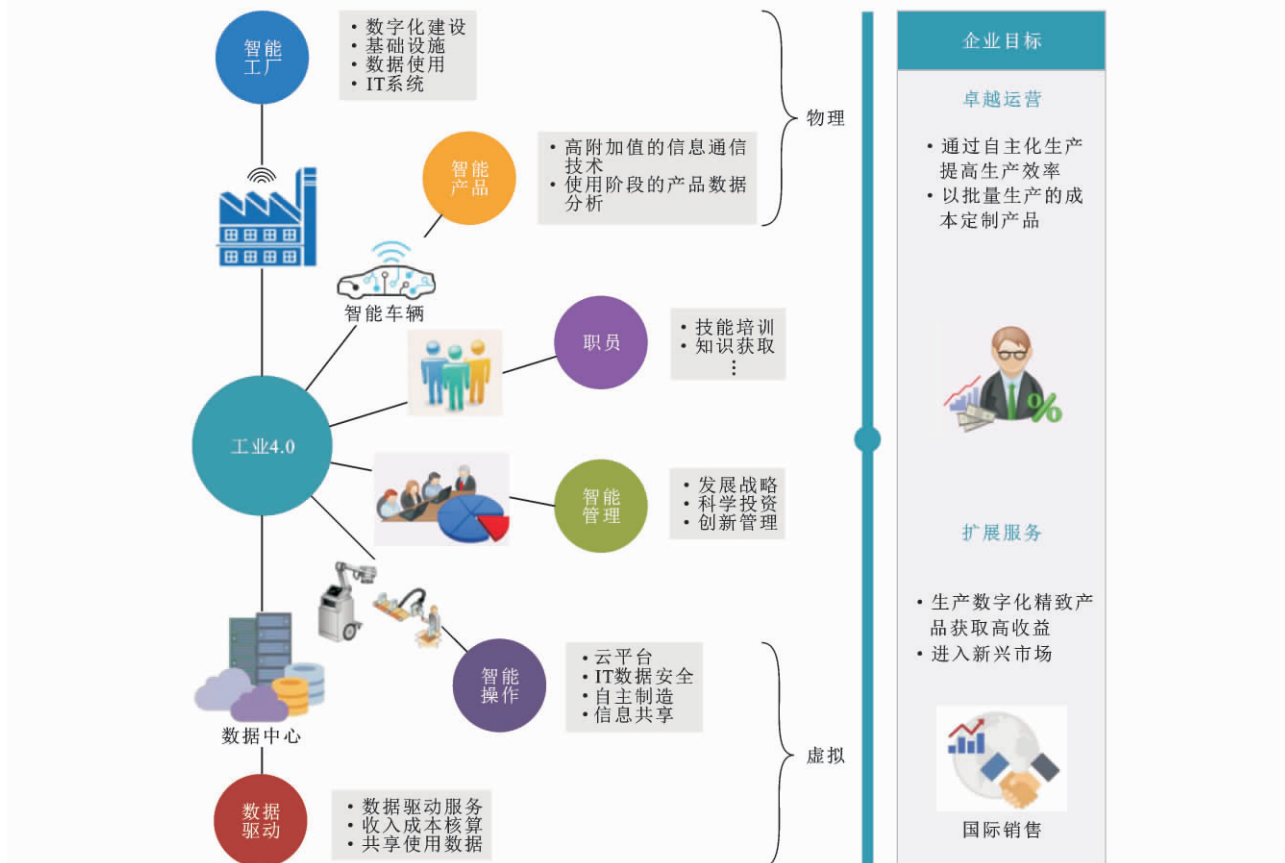 智能
工厂
• 数字化建设
• 基础设施
• 数据使用
• IT系统
智能
产品
• 高附加值的信息通信
技术
• 使用阶段的产品数据
分析
物理
智能车辆
职员
• 技能培训
• 知识获取
⋮
工业4.0
智能
管理
• 发展战略
• 科学投资
• 创新管理
智能
操作
• 云平台
• IT数据安全
• 自主制造
• 信息共享
数据中心
虚拟
数据
驱动
• 数据驱动服务
• 收入成本核算
• 共享使用数据
企业目标
卓越运营
• 通过自主化生产
提高生产效率
• 以批量生产的成
本定制产品
%
扩展服务
• 生产数字化精致产
品获取高收益
• 进入新兴市场
国际销售